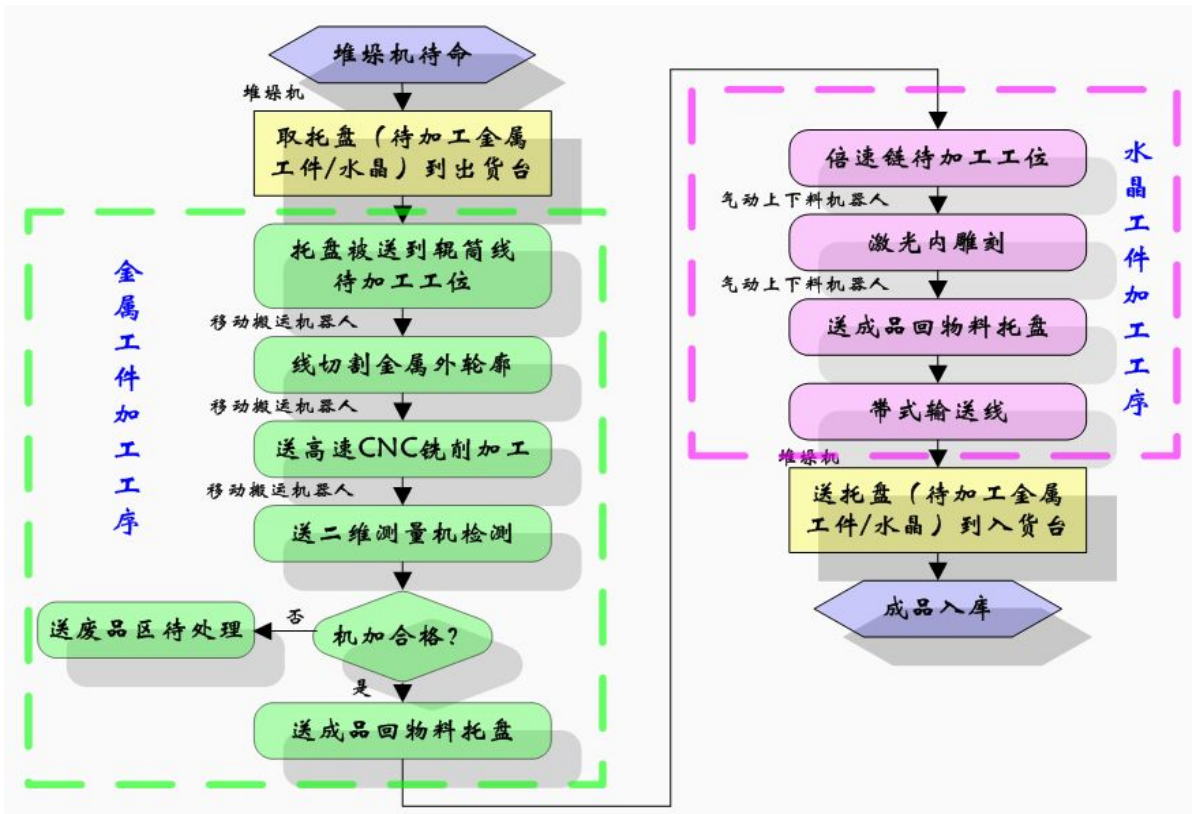 堆垛机待命
堆垛机
取托盘（待加工金属
工件/水晶）到出货台
金属工件加工工序
托盘被送到辊筒线
待加工工位
移动搬运机器人
线切割金属外轮廓
移动搬运机器人
送高速CNC铣削加工
移动搬运机器人
送二维测量机检测
机加合格?
否
送废品区待处理
是
送成品回物料托盘
水晶工件加工工序
倍速链待加工工位
气动上下料机器人
激光内雕刻
气动上下料机器人
送成品回物料托盘
带式输送线
堆垛机
送托盘（待加工金属
工件/水晶）到入货台
成品入库